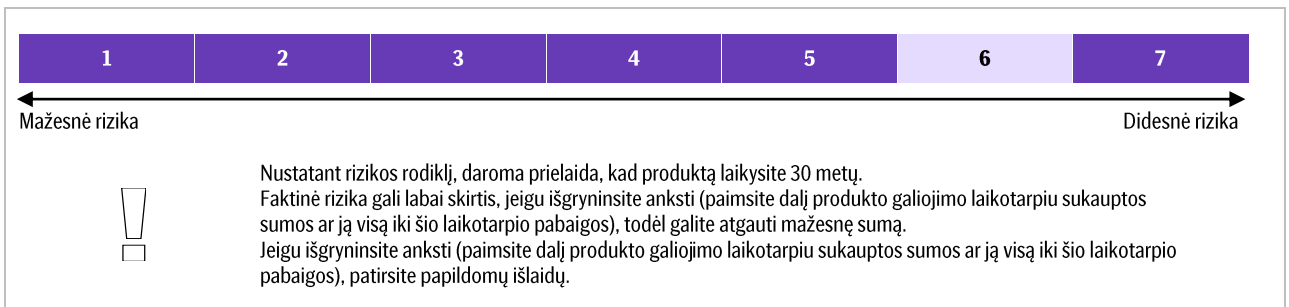 1 2 3 4 5 6 7
Mažesnė rizika Didesnė rizika
Nustatant rizikos rodiklį, daroma prielaida, kad produktą laikysite 30 metų.
Faktinė rizika gali labai skirtis, jeigu išgryninsite anksti (paimsite dalį produkto galiojimo laikotarpiu sukauptos
sumos ar ją visą iki šio laikotarpio pabaigos), todėl galite atgauti mažesnę sumą.
Jeigu išgryninsite anksti (paimsite dalį produkto galiojimo laikotarpiu sukauptos sumos ar ją visą iki šio laikotarpio
pabaigos), patirsite papildomų išlaidų.